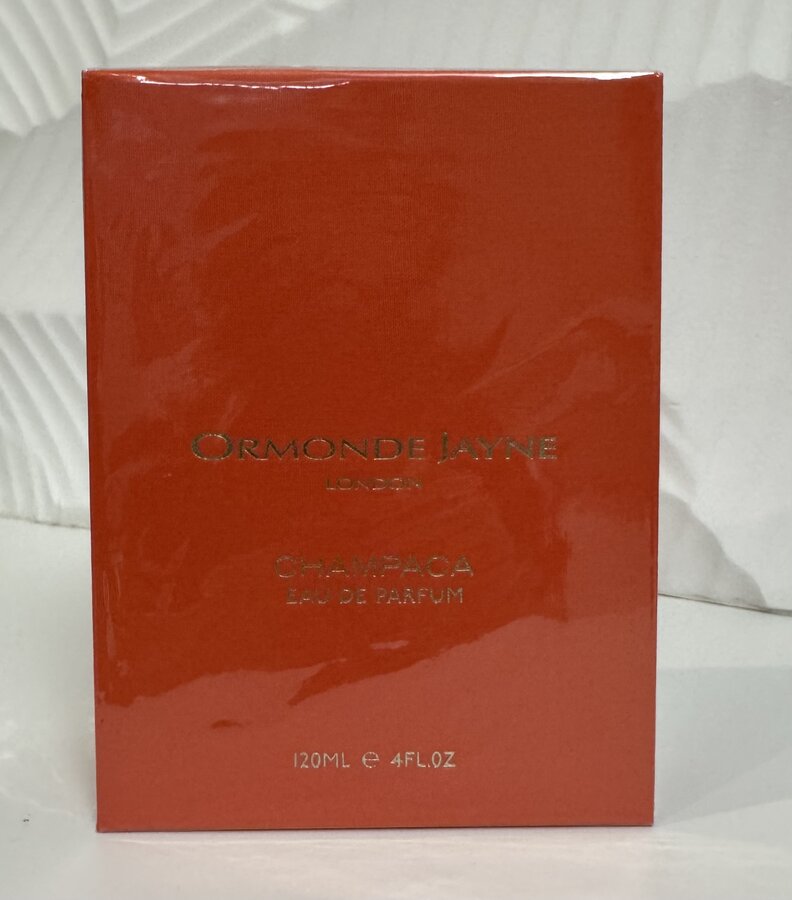 ORMONDE JAYNE
LONDON
CHAMPACA
EAU DE PARFUM
120ML ℮ 4FL.OZ